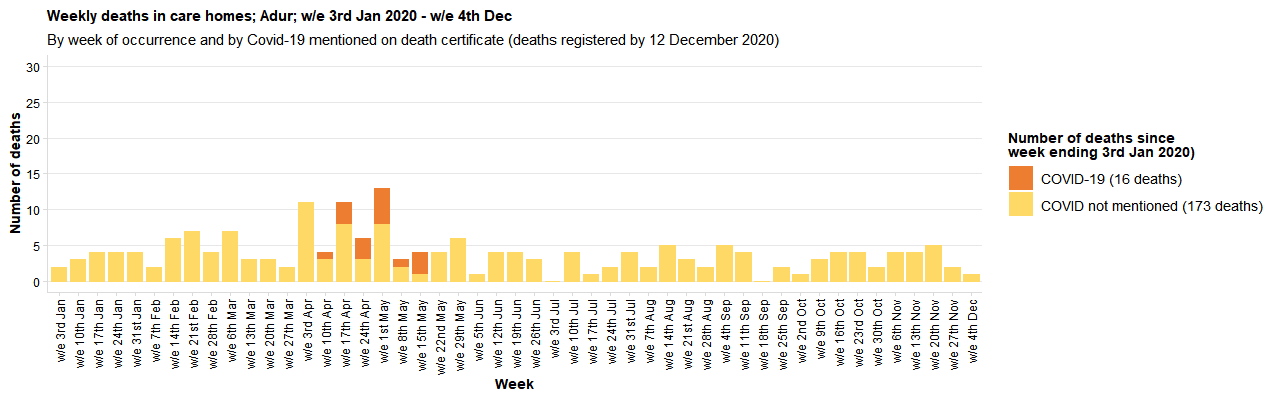 Weekly deaths in care homes; Adur; w/e 3rd Jan 2020 - w/e 4th Dec
By week of occurrence and by Covid-19 mentioned on death certificate (deaths registered by 12 December 2020)
Number of deaths
30
25
20
15
10
5
0
w/e 3rd Jan
w/e 10th Jan
w/e 17th Jan
w/e 24th Jan
w/e 31st Jan
w/e 7th Feb
w/e 14th Feb
w/e 21st Feb
w/e 28th Feb
w/e 6th Mar
w/e 13th Mar
w/e 20th Mar
w/e 27th Mar
w/e 3rd Apr
w/e 10th Apr
w/e 17th Apr
w/e 24th Apr
w/e 1st May
w/e 8th May
w/e 15th May
w/e 22nd May
w/e 29th May
w/e 5th Jun
w/e 12th Jun
w/e 19th Jun
w/e 26th Jun
w/e 3rd Jul
w/e 10th Jul
w/e 17th Jul
w/e 24th Jul
w/e 31st Jul
w/e 7th Aug
w/e 14th Aug
w/e 21st Aug
w/e 28th Aug
w/e 4th Sep
w/e 11th Sep
w/e 18th Sep
w/e 25th Sep
w/e 2nd Oct
w/e 9th Oct
w/e 16th Oct
w/e 23rd Oct
w/e 30th Oct
w/e 6th Nov
w/e 13th Nov
w/e 20th Nov
w/e 27th Nov
w/e 4th Dec
Week
Number of deaths since
week ending 3rd Jan 2020)
COVID-19 (16 deaths)
COVID not mentioned (173 deaths)